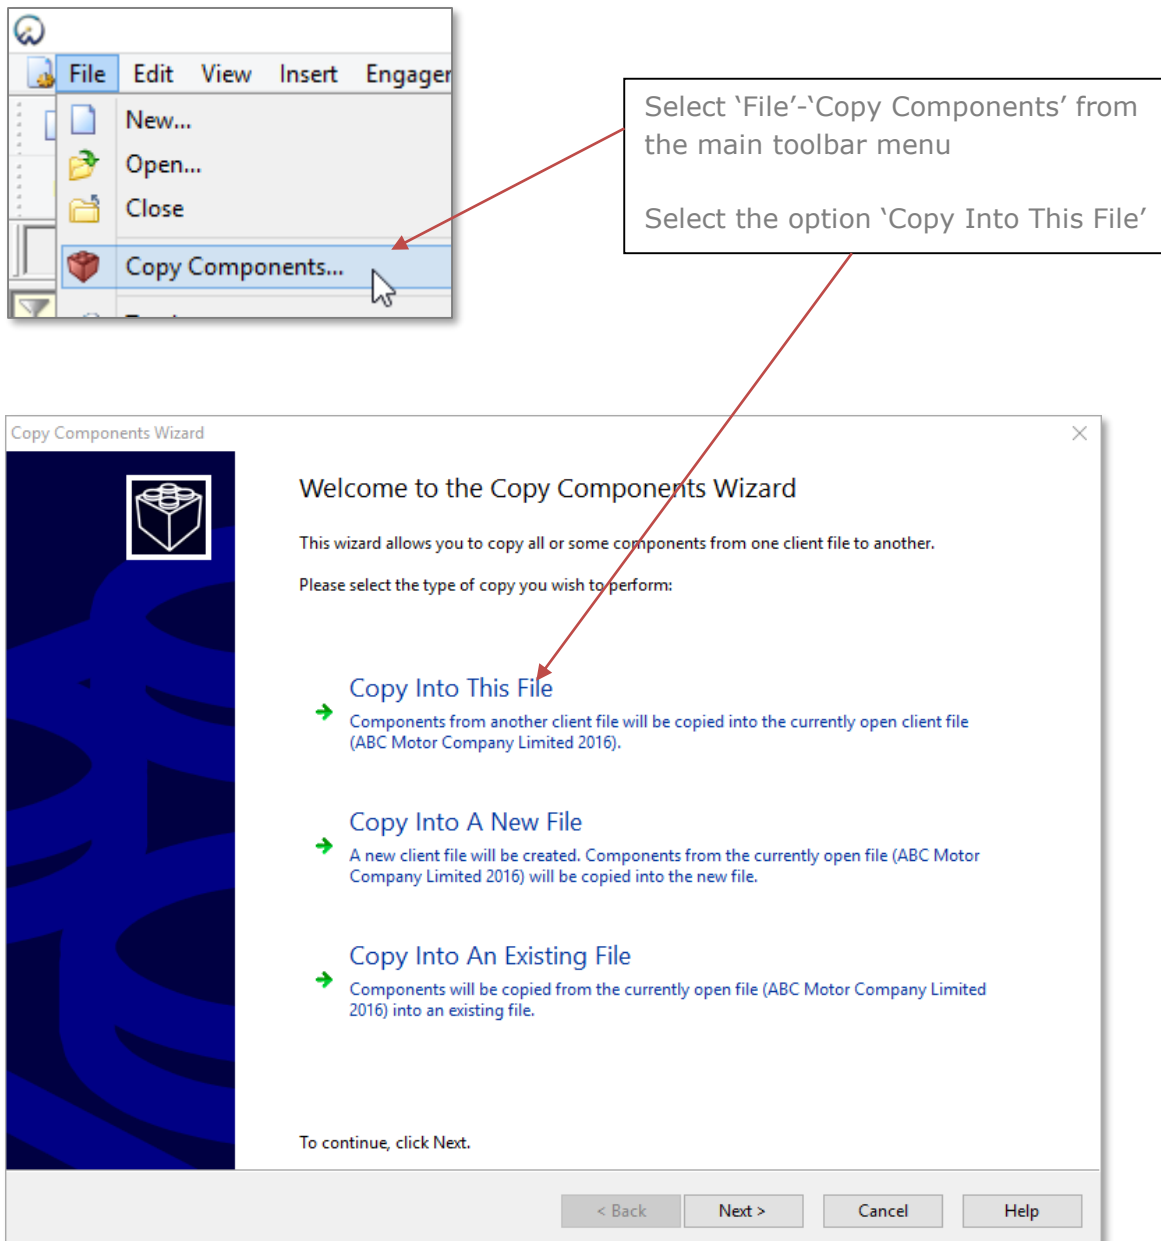 File Edit View Insert
New...
Open...
Close
Copy Components...
Select ‘File’-‘Copy Components’ from
the main toolbar menu
Select the option ‘Copy Into This File’
Copy Components Wizard
Welcome to the Copy Components Wizard
This wizard allows you to copy all or some components from one client file to another.
Please select the type of copy you wish to perform:
Copy Into This File
Components from another client file will be copied into the currently open client file
(ABC Motor Company Limited 2016).
Copy Into A New File
A new client file will be created. Components from the currently open file (ABC Motor
Company Limited 2016) will be copied into the new file.
Copy Into An Existing File
Components will be copied from the currently open file (ABC Motor Company Limited
2016) into an existing file.
To continue, click Next.
< Back Next > Cancel Help